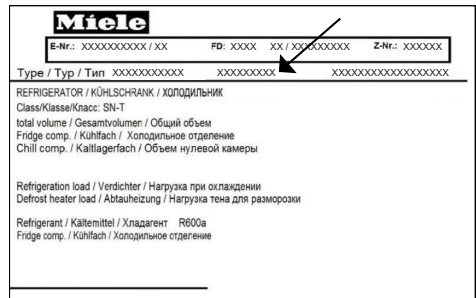 Miele
E-Nr.: XXXXXXXXXX / XX FD: XXXX XX / XXXXXXXXX Z-Nr.: XXXXXX
Type / Typ / Тип XXXXXXXXXXX XXXXXXXXX XXXXXXXXXXXXXXXXXX
REFRIGERATOR / KÜHLSCHRANK / ХОЛОДИЛЬНИК
Class/Klasse/Класс: SN-T
total volume / Gesamtvolumen / Общий объем
Fridge comp. / Kühlfach / Холодильное отделение
Chill comp. / Kaltlagerfach / Объем нулевой камеры
Refrigeration load / Verdichter / Нагрузка при охлаждении
Defrost heater load / Abtauheizung / Нагрузка тена для разморозки
Refrigerant / Kältemittel / Хладагент R600a
Fridge comp. / Kühlfach / Холодильное отделение